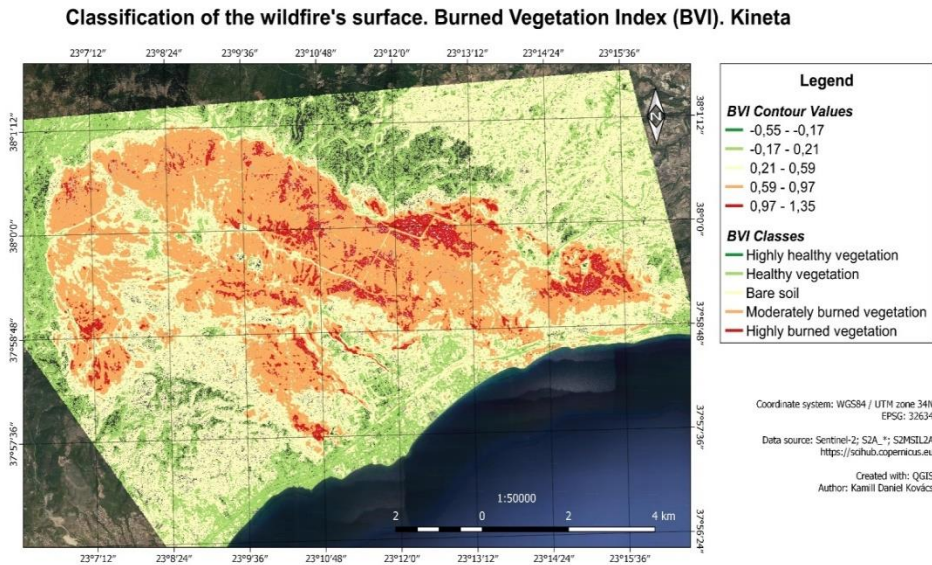 Classification of the wildfire's surface. Burned Vegetation Index (BVI). Kineta
23°7'12" 23°8'24" 23°9'36" 23°10'48" 23°12'0" 23°13'12" 23°14'24" 23°15'36"
38°1'12"
38°0'0"
37°58'48"
37°57'36"
38°1'12"
38°0'0"
37°58'48"
37°57'36"
37°56'24"
N
1:50000
2 0 2 4 km
23°7'12" 23°8'24" 23°9'36" 23°10'48" 23°12'0" 23°13'12" 23°14'24" 23°15'36"
Legend
BVI Contour Values
-0,55 - -0,17
-0,17 - 0,21
0,21 - 0,59
0,59 - 0,97
0,97 - 1,35
BVI Classes
Highly healthy vegetation
Healthy vegetation
Bare soil
Moderately burned vegetation
Highly burned vegetation
Coordinate system: WGS84 / UTM zone 34N
EPSG: 32634
Data source: Sentinel-2; S2A_*; S2MSIL2A
https://scihub.copernicus.eu
Created with: QGIS
Author: Kamill Daniel Kovács